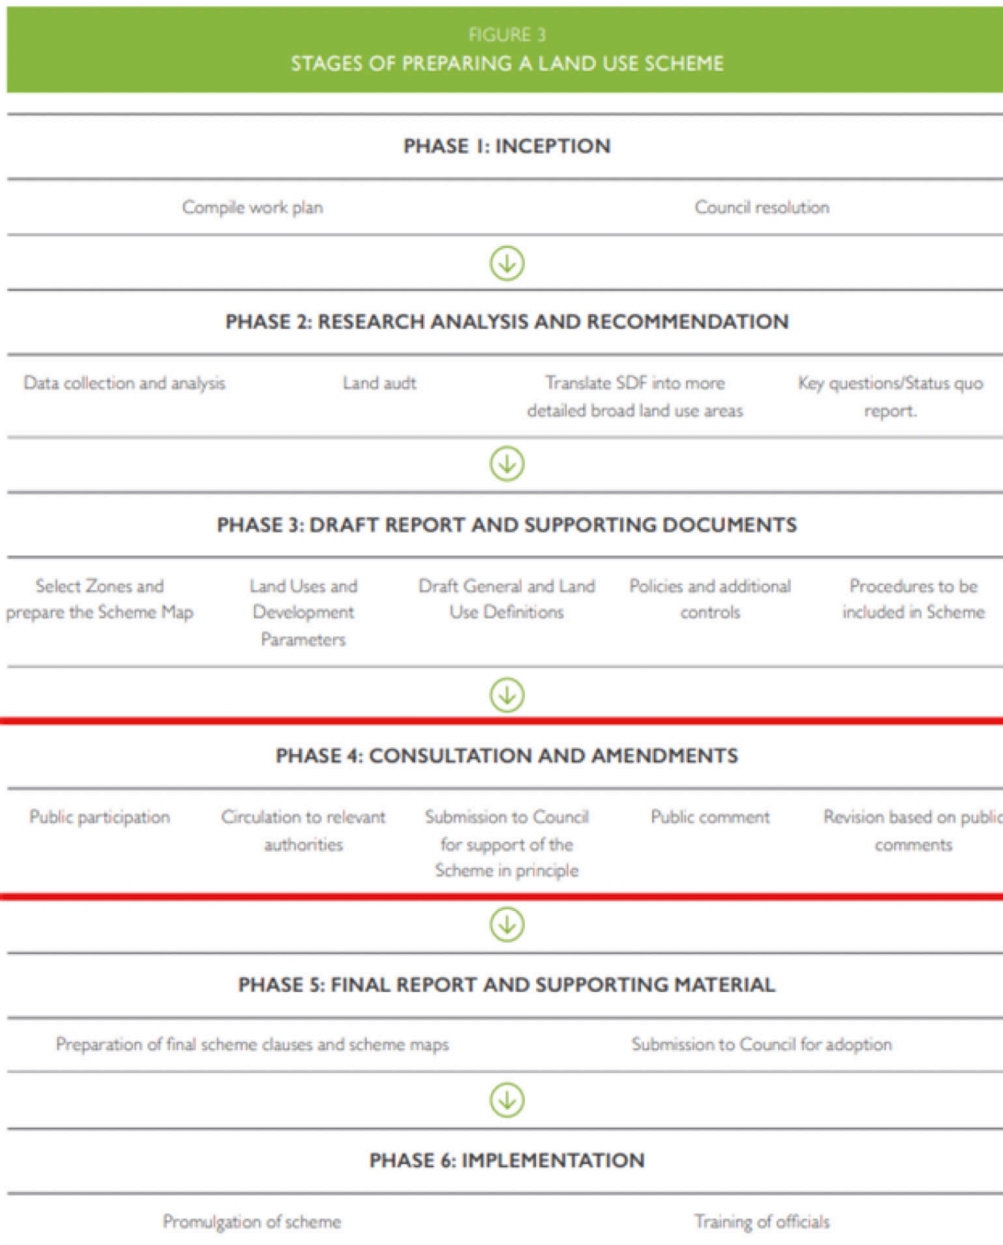 FIGURE 3
STAGES OF PREPARING A LAND USE SCHEME
PHASE 1: INCEPTION
Compile work plan
Council resolution
PHASE 2: RESEARCH ANALYSIS AND RECOMMENDATION
Data collection and analysis
Land audt
Translate SDF into more
detailed broad land use areas
Key questions/Status quo
report.
PHASE 3: DRAFT REPORT AND SUPPORTING DOCUMENTS
Select Zones and
prepare the Scheme Map
Land Uses and
Development
Parameters
Draft General and Land
Use Definitions
Policies and additional
controls
Procedures to be
included in Scheme
PHASE 4: CONSULTATION AND AMENDMENTS
Public participation
Circulation to relevant
authorities
Submission to Council
for support of the
Scheme in principle
Public comment
Revision based on public
comments
PHASE 5: FINAL REPORT AND SUPPORTING MATERIAL
Preparation of final scheme clauses and scheme maps
Submission to Council for adoption
PHASE 6: IMPLEMENTATION
Promulgation of scheme
Training of officials